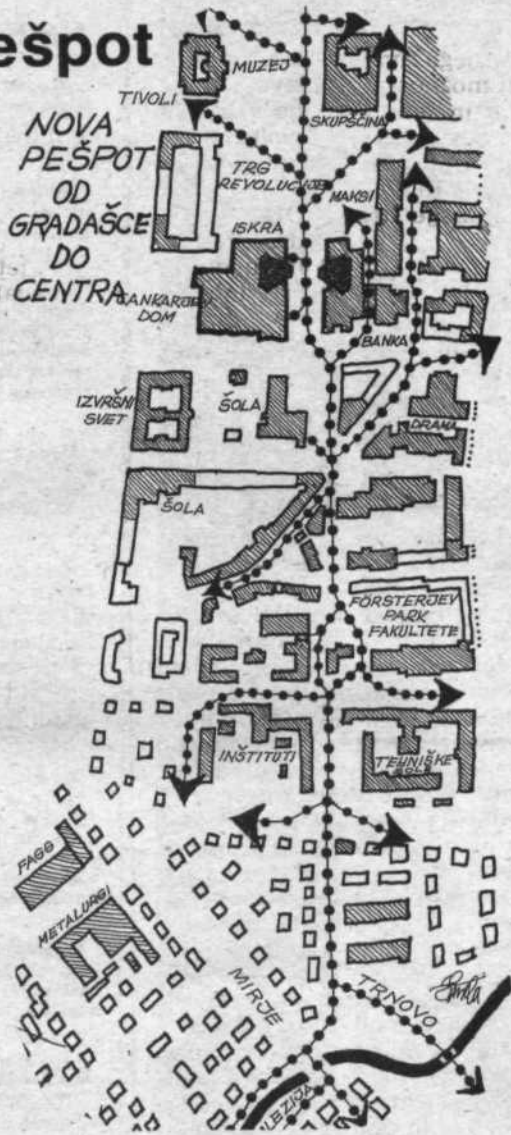 ešpot
MUZEJ
TIVOLI
SKUPŠČINA
NOVA
PEŠPOT
OD
GRADAŠCE
DO
CENTRA
TRG
REVOLUCIJE
MAKSI
ISKRA
CANKARJEV
DOM
BANKA
IZVRŠNI
SVET
ŠOLA
DRAMA
ŠOLA
FÖRSTERJEV
PARK
FAKULTETE
INŠTITUTI
TEHNIŠKE
ŠOLE
FAGG
METALURGI
MIRJE
TRNOVO
LEZIJA